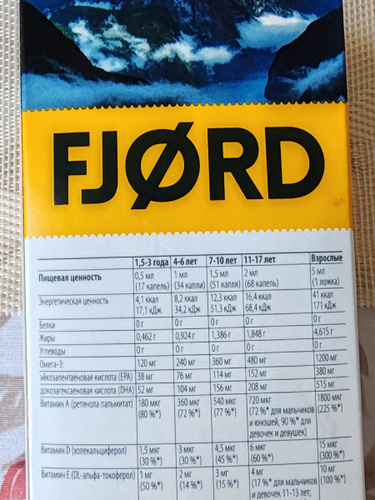 FJØRD
1,5-3 года 4-6 лет 7-10 лет 11-17 лет Взрослые
Пищевая ценность 0,5 мл (17 капель) 1 мл (34 капли) 1,5 мл (51 капля) 2 мл (68 капель) 5 мл (1 ложка)
Энергетическая ценность 4,1 ккал 17,1 кДж 8,2 ккал 34,2 кДж 12,3 ккал 51,3 кДж 16,4 ккал 68,4 кДж 41 ккал 171 кДж
Белки 0 г 0 г 0 г 0 г 0 г
Жиры 0,462 г 0,924 г 1,386 г 1,848 г 4,615 г
Углеводы 0 г 0 г 0 г 0 г 0 г
Омега-3: 120 мг 240 мг 360 мг 480 мг 1200 мг
эйкозапентаеновая кислота (EPA) 38 мг 76 мг 114 мг 152 мг 380 мг
докозагексаеновая кислота (DHA) 52 мг 104 мг 156 мг 208 мг 515 мг
Витамин А (ретинола пальмитат) 180 мкг (80 %*) 360 мкг (72 %*) 540 мкг (77 %*) 720 мкг (72 %* для мальчиков и юношей, 90 %* для девочек и девушек) 1800 мкг (225 %*)
Витамин D (холекальциферол) 1,5 мкг (30 %*) 3 мкг (30 %*) 4,5 мкг (45 %*) 6 мкг (60 %*) 15 мкг (300 %*)
Витамин Е (DL-альфа-токоферол) 1 мг (50 %*) 2 мг (14 %*) 3 мг (15 %*) 4 мг (17 %* для мальчиков и девочек 11-13 лет; 10 мг (100 %*)